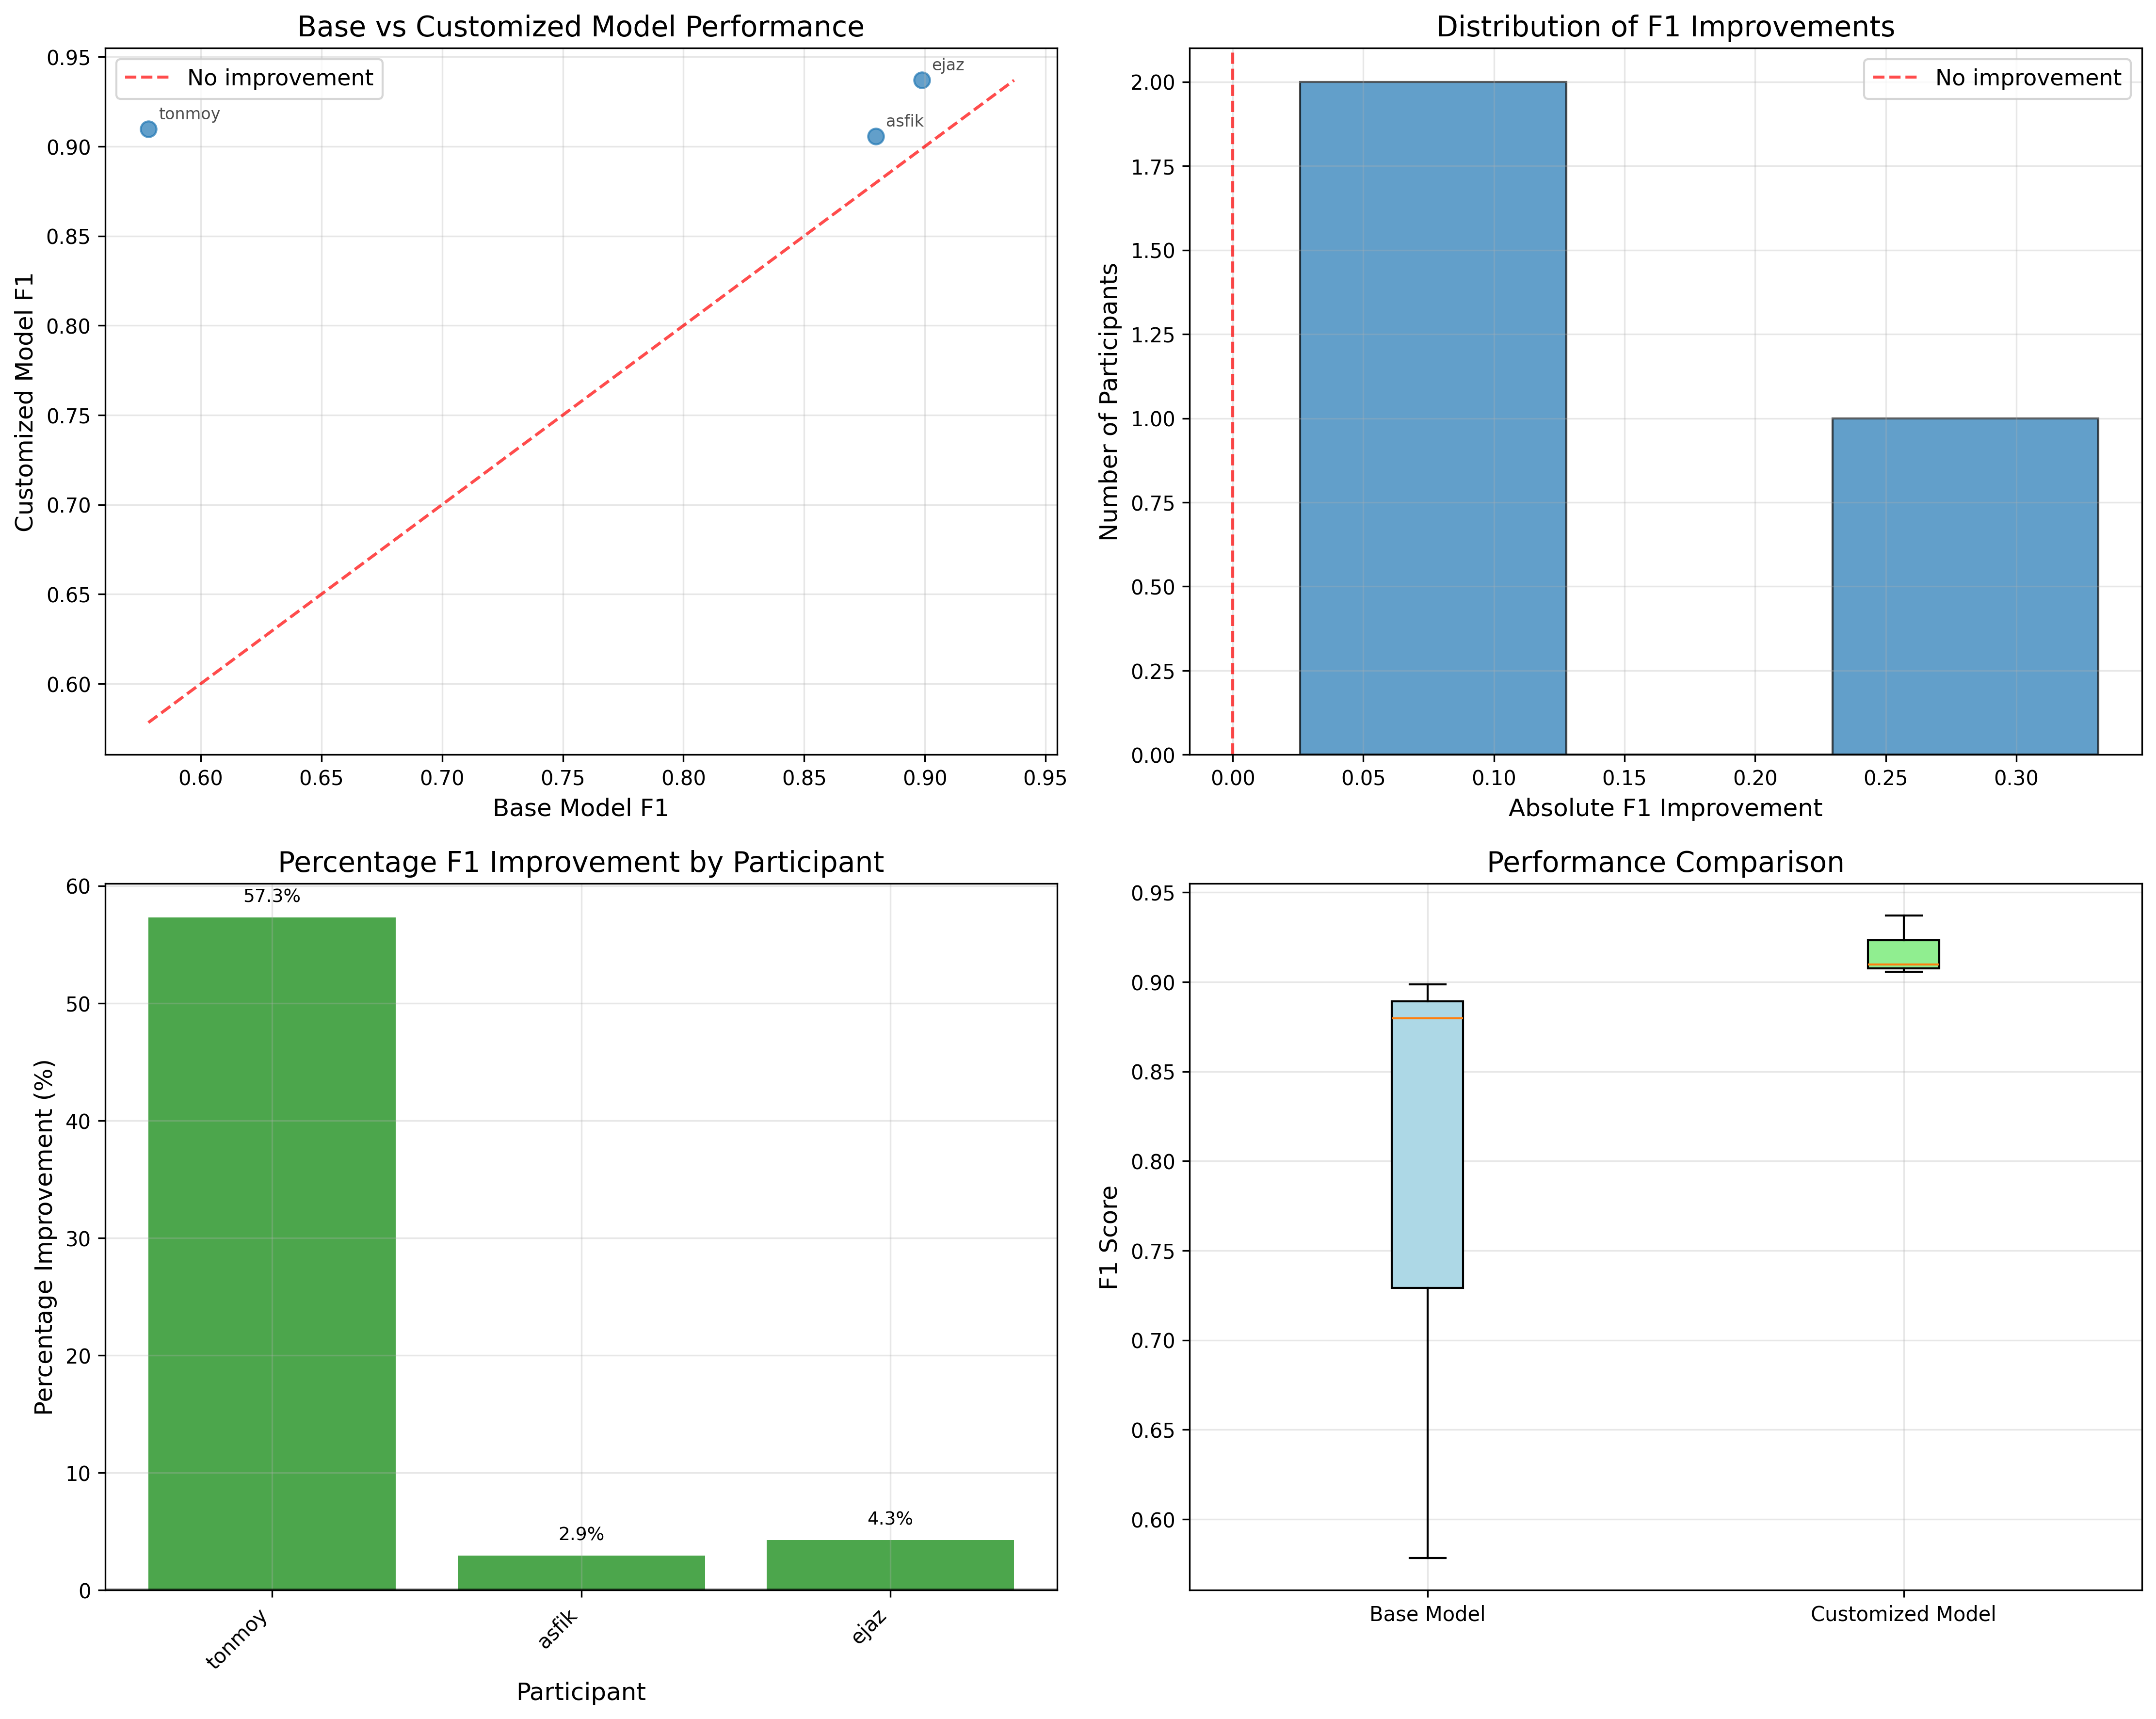 Base vs Customized Model Performance
No improvement
tonmoy
ejaz
asfik
0.95
0.90
0.85
0.80
0.75
0.70
0.65
0.60
Customized Model F1
0.60 0.65 0.70 0.75 0.80 0.85 0.90 0.95
Base Model F1
Distribution of F1 Improvements
No improvement
2.00
1.75
1.50
1.25
1.00
0.75
0.50
0.25
0.00
Number of Participants
0.00 0.05 0.10 0.15 0.20 0.25 0.30
Absolute F1 Improvement
Percentage F1 Improvement by Participant
60
50
40
30
20
10
0
Percentage Improvement (%)
57.3%
2.9%
4.3%
tonmoy
asfik
ejaz
Participant
Performance Comparison
0.95
0.90
0.85
0.80
0.75
0.70
0.65
0.60
F1 Score
Base Model
Customized Model